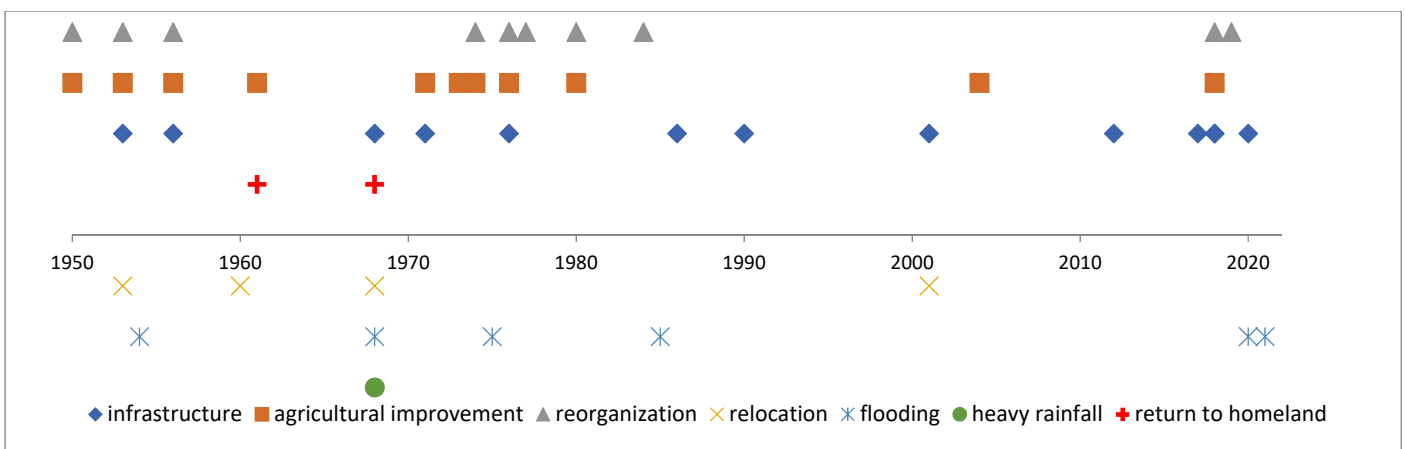 1950 1960 1970 1980 1990 2000 2010 2020
infrastructure agricultural improvement reorganization relocation flooding heavy rainfall return to homeland